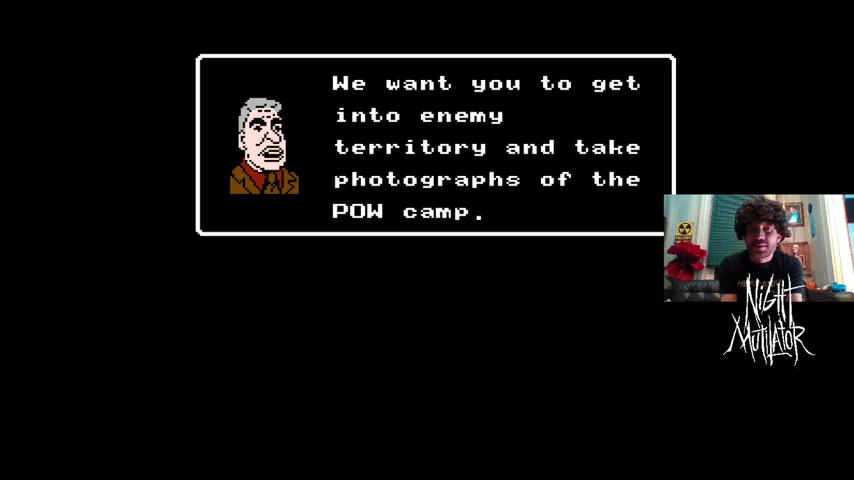 We want you to get
into enemy
territory and take
photographs of the
POW camp.
NiGHT
MUTiLATOR